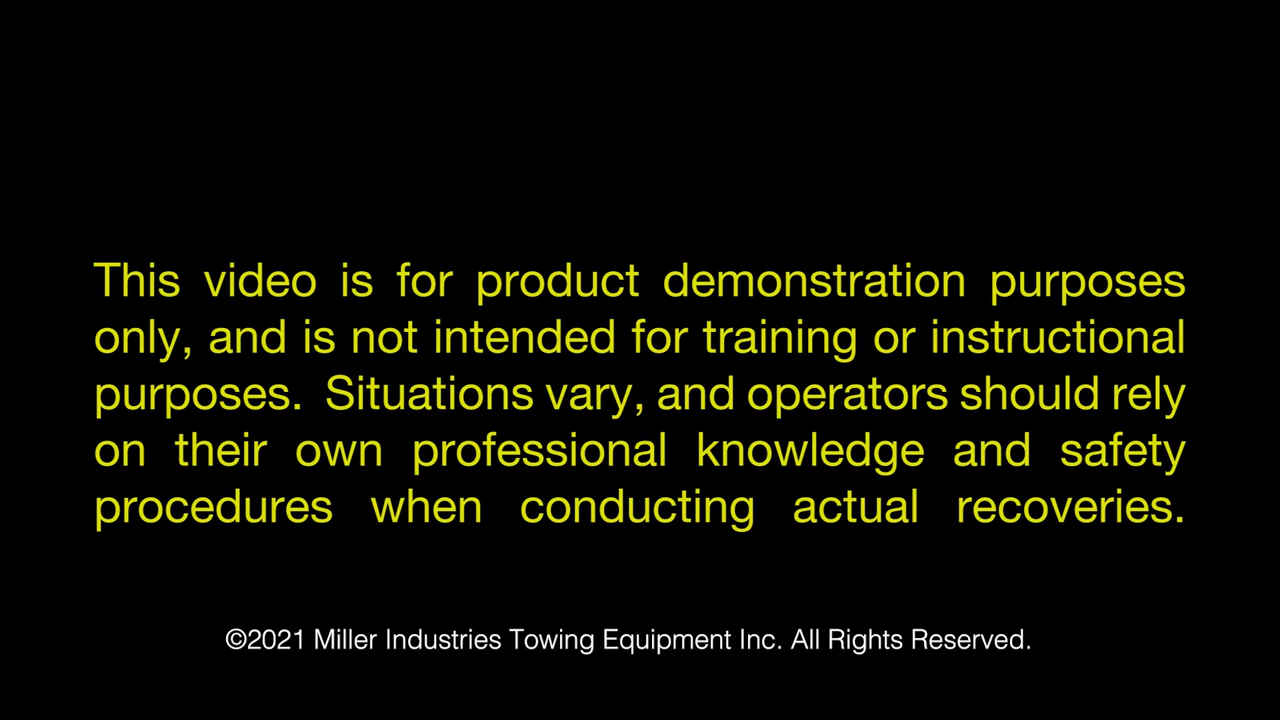 This video is for product demonstration purposes
only, and is not intended for training or instructional
purposes.  Situations vary, and operators should rely
on their own professional knowledge and safety
procedures when conducting actual recoveries.
©2021 Miller Industries Towing Equipment Inc. All Rights Reserved.